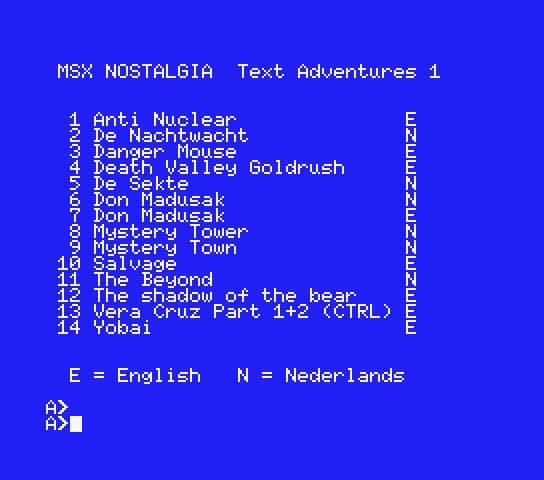 MSX NOSTALGIA  Text Adventures 1
1 Anti Nuclear E
2 De Nachtwacht N
3 Danger Mouse E
4 Death Valley Goldrush E
5 De Sekte N
6 Don Madusak N
7 Don Madusak E
8 Mystery Tower N
9 Mystery Town N
10 Salvage E
11 The Beyond N
12 The shadow of the bear E
13 Vera Cruz Part 1+2 (CTRL) E
14 Yobai E
E = English   N = Nederlands
A>
A>